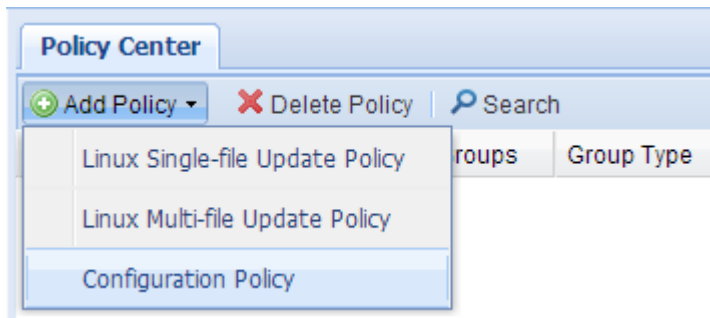 Policy Center
Add Policy Delete Policy Search
roups Group Type
Linux Single-file Update Policy
Linux Multi-file Update Policy
Configuration Policy